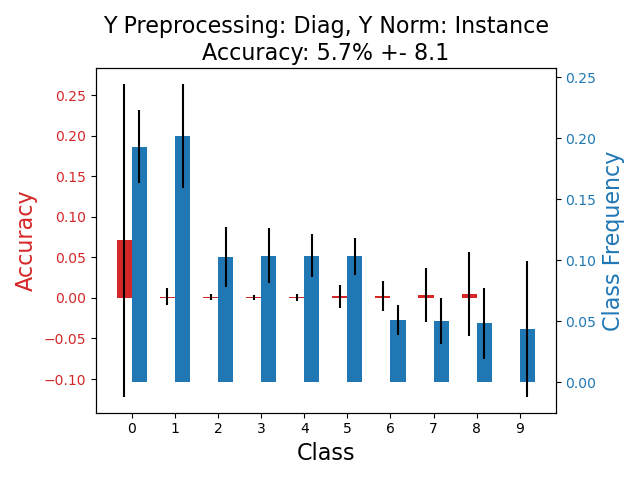 Y Preprocessing: Diag, Y Norm: Instance
Accuracy: 5.7% +- 8.1
0.25
0.20
0.15
0.10
0.05
0.00
−0.05
−0.10
Accuracy
0.25
0.20
0.15
0.10
0.05
0.00
Class Frequency
0 1 2 3 4 5 6 7 8 9
Class